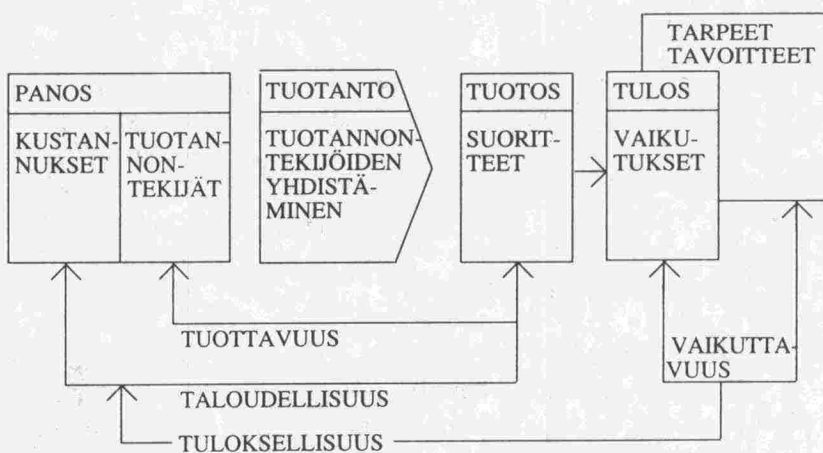 TARPEET
TAVOITTEET
PANOS
TUOTANTO
TUOTOS
TULOS
KUSTAN-
NUKSET
TUOTAN-
NON-
TEKIJÄT
TUOTANNON-
TEKIJÖIDEN
YHDISTÄ-
MINEN
SUORIT-
TEET
VAIKU-
TUKSET
TUOTTAVUUS
VAIKUTTA-
VUUS
TALOUDELLISUUS
TULOKSELLISUUS